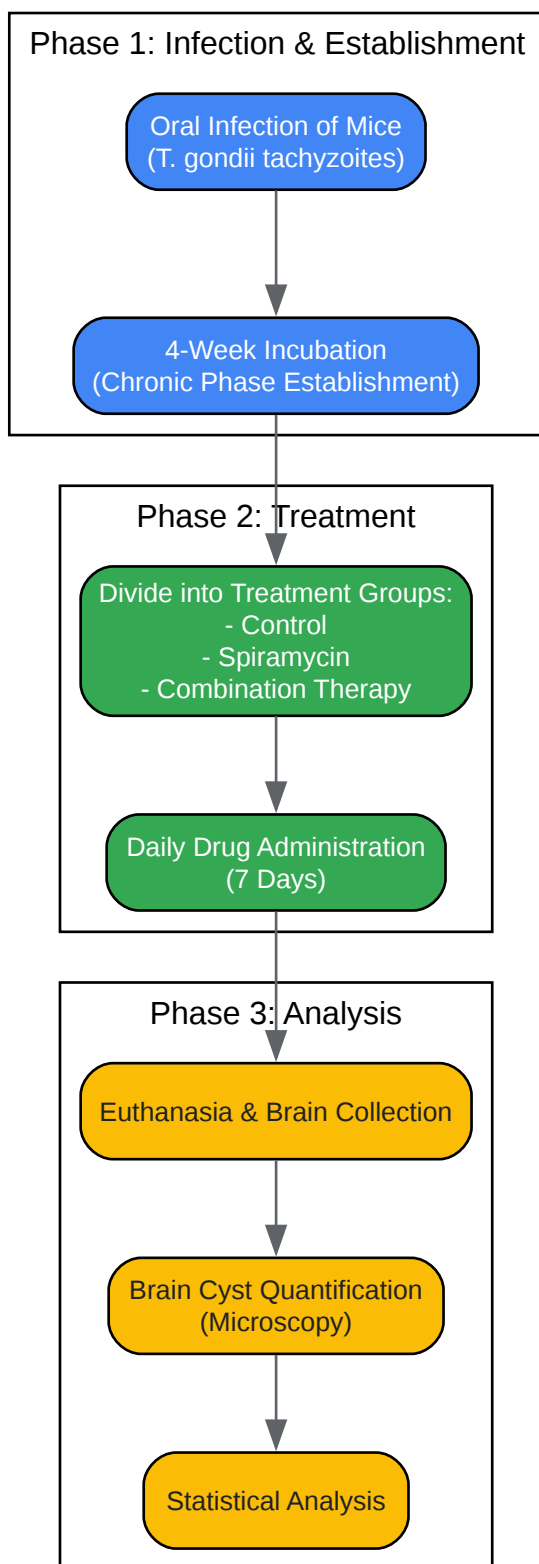 Phase 1: Infection & Establishment
Oral Infection of Mice
(T. gondii tachyzoites)
4-Week Incubation
(Chronic Phase Establishment)
Phase 2: Treatment
Divide into Treatment Groups:
- Control
- Spiramycin
- Combination Therapy
Daily Drug Administration
(7 Days)
Phase 3: Analysis
Euthanasia & Brain Collection
Brain Cyst Quantification
(Microscopy)
Statistical Analysis